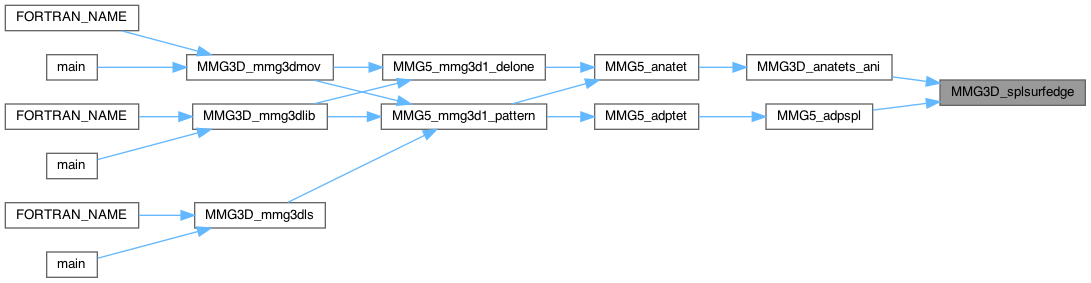 FORTRAN_NAME
main
MMG3D_mmg3dmov
MMG5_mmg3d1_delone
MMG5_anatet
MMG3D_anatets_ani
MMG3D_splsurfedge
FORTRAN_NAME
MMG3D_mmg3dlib
MMG5_mmg3d1_pattern
MMG5_adptet
MMG5_adpspl
main
FORTRAN_NAME
MMG3D_mmg3dls
main